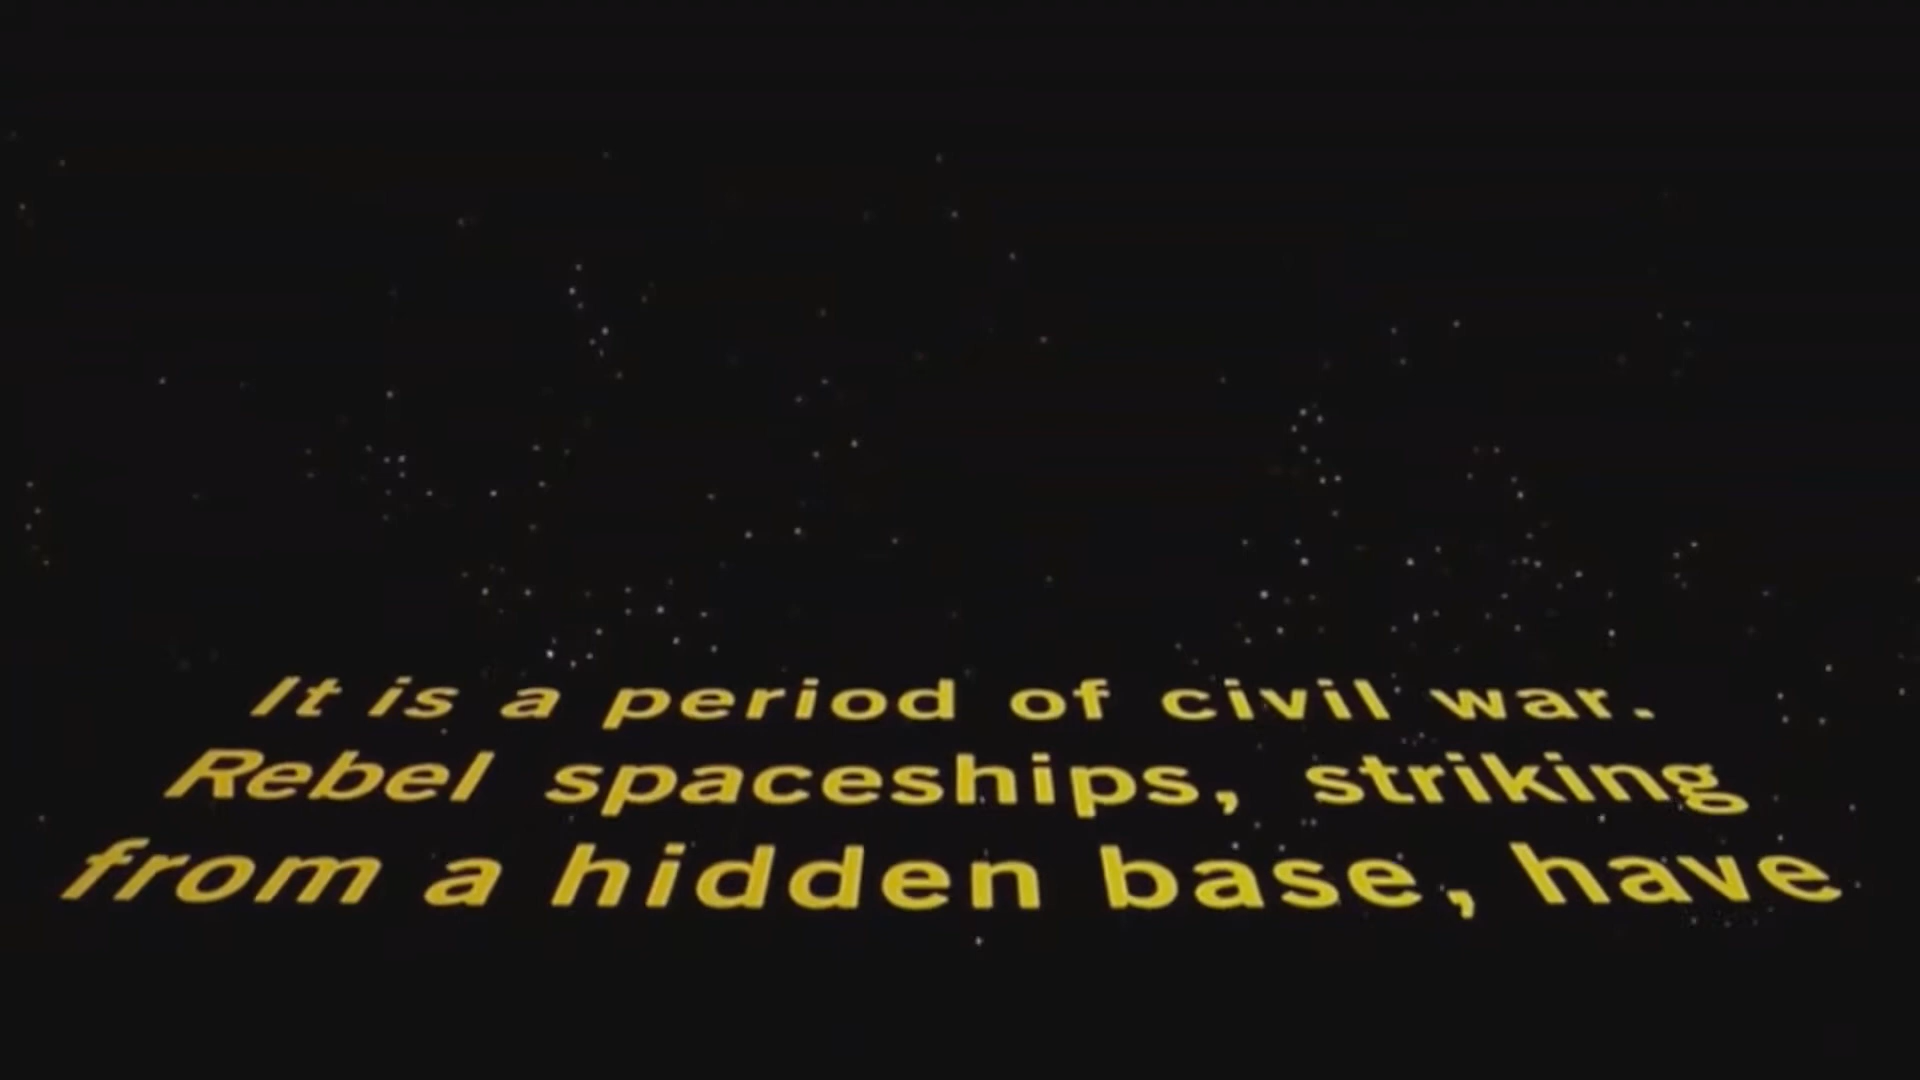 It is a period of civil war.
Rebel spaceships, striking
from a hidden base, have